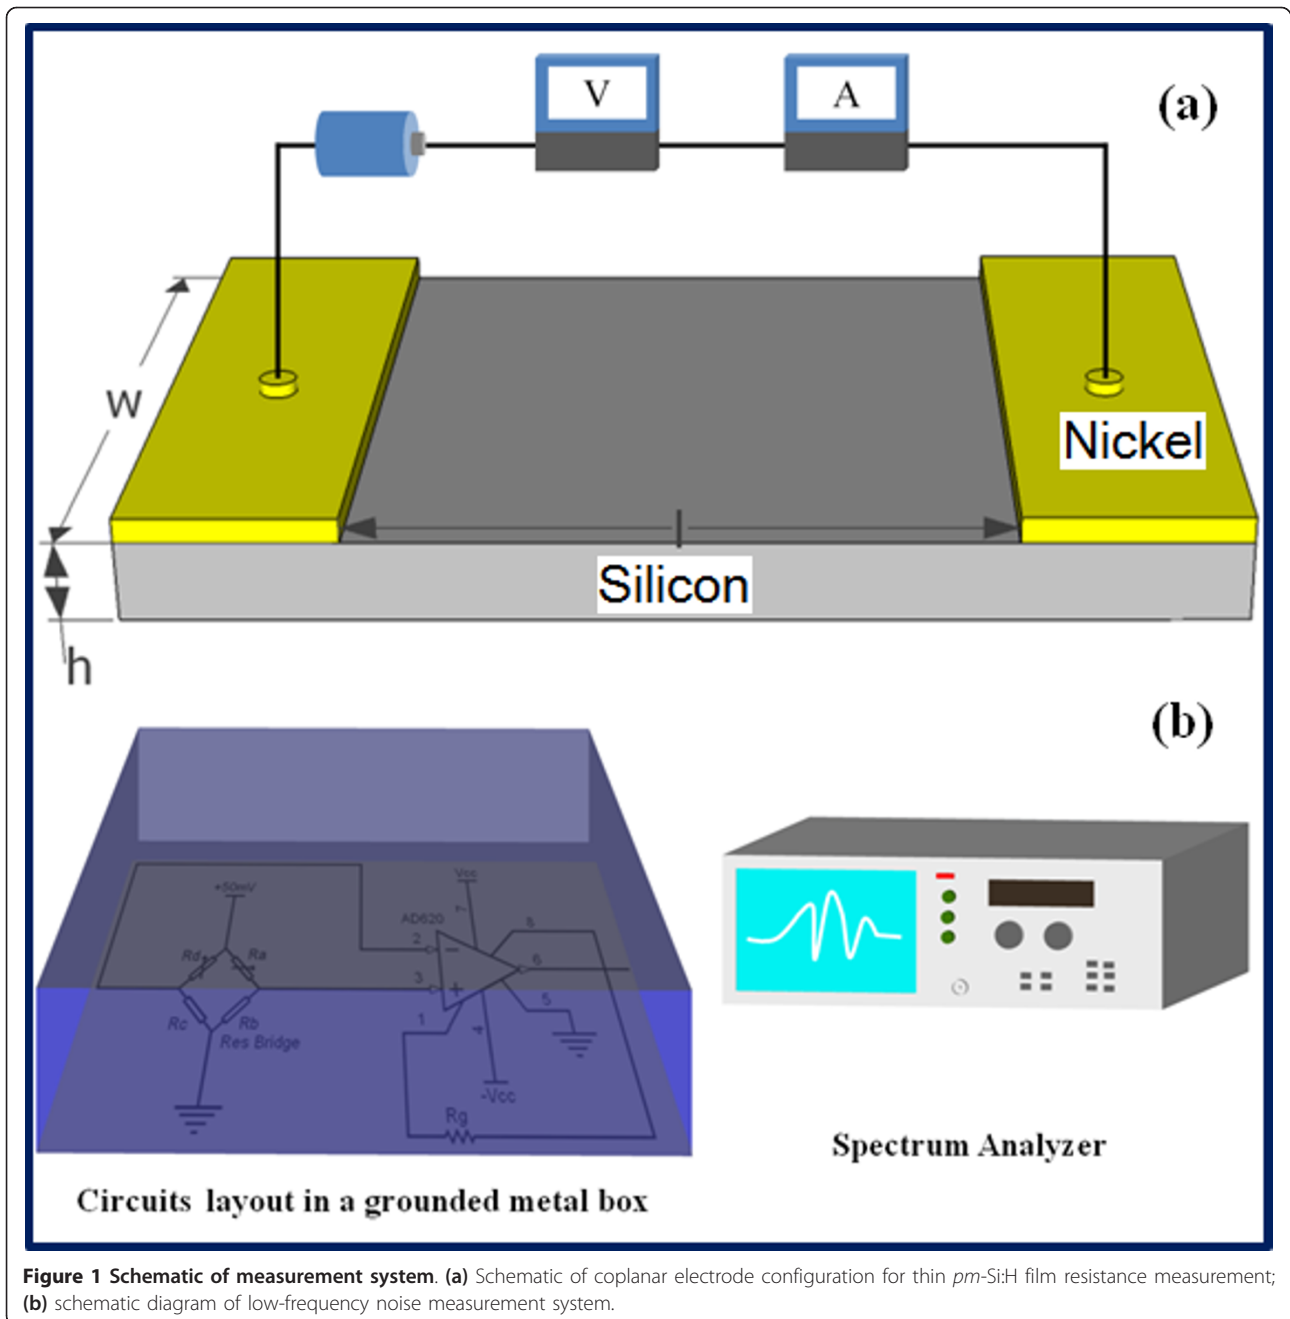 V
A
(a)
w
Nickel
l
Silicon
h
(b)
+50mV
Vcc
7
AD620
8
2
Rd
Ra
6
3
5
1
Rc
Rb
4
Res Bridge
-Vcc
Rg
Spectrum Analyzer
Circuits layout in a grounded metal box
Figure 1 Schematic of measurement system. (a) Schematic of coplanar electrode configuration for thin pm-Si:H film resistance measurement;
(b) schematic diagram of low-frequency noise measurement system.